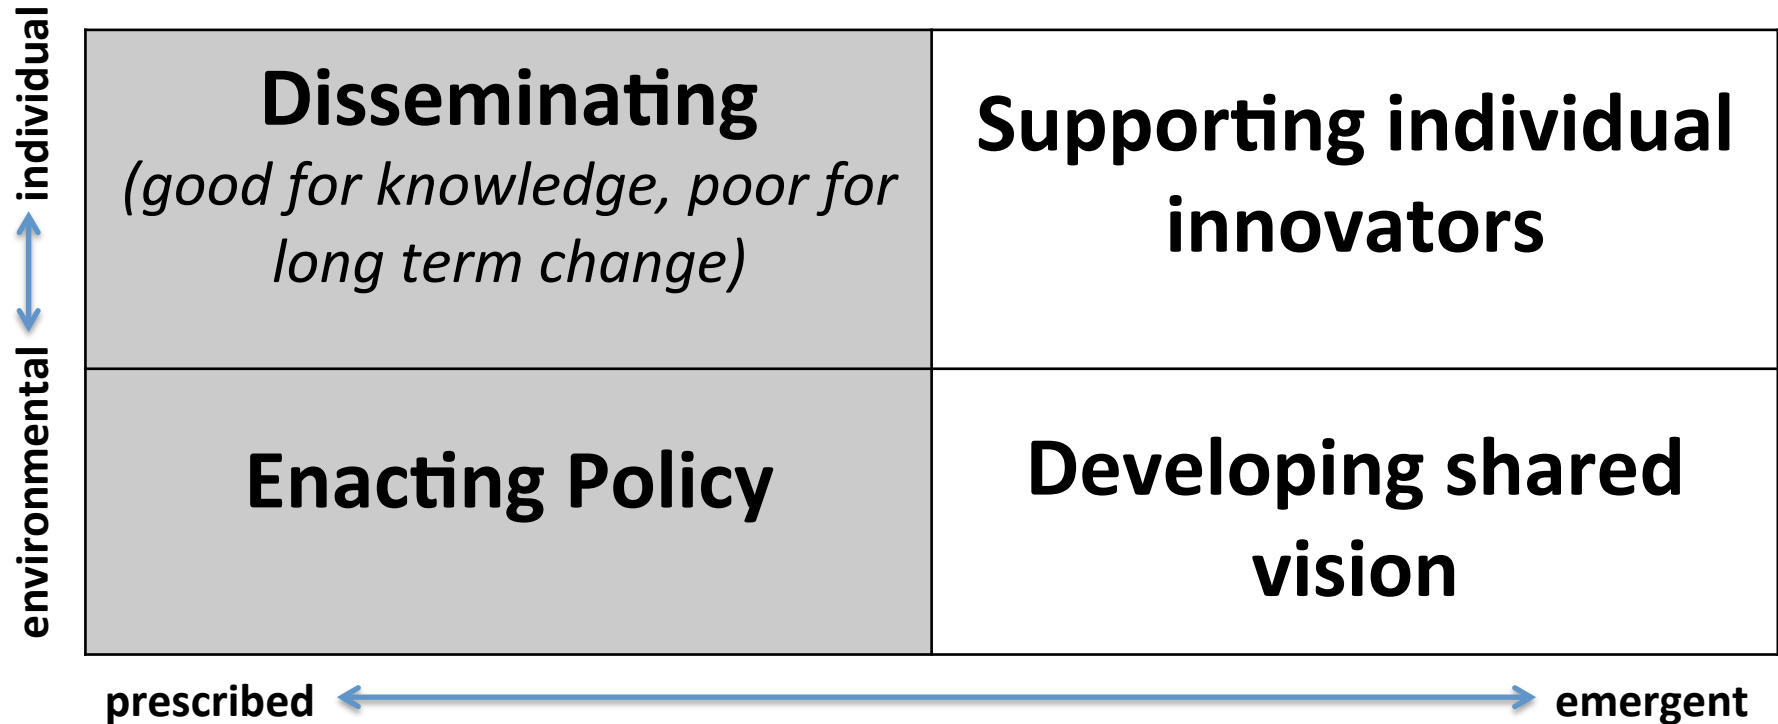 individual
environmental
Disseminating
(good for knowledge, poor for
long term change)
Supporting individual
innovators
Enacting Policy
Developing shared
vision
prescribed
emergent